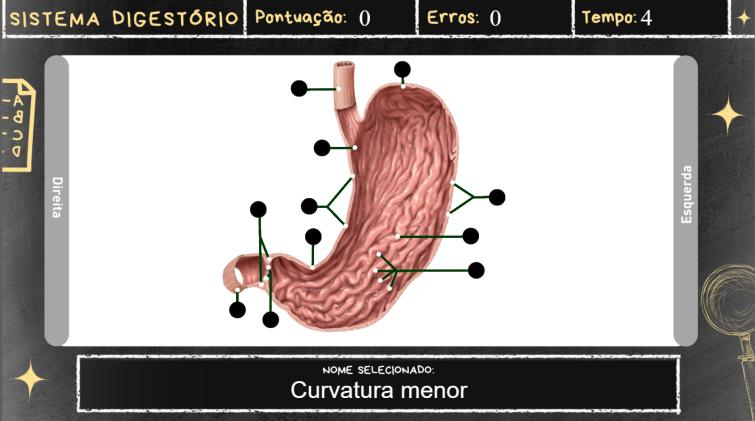 SISTEMA DIGESTÓRIO
Pontuação: 0
Erros: 0
Tempo: 4
Direita
Esquerda
NOME SELECIONADO:
Curvatura menor